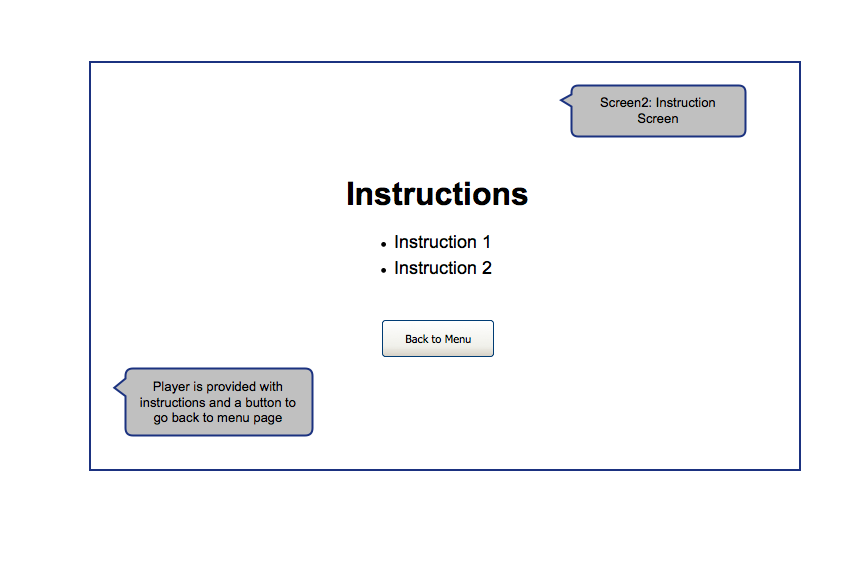 Screen2: Instruction
Screen
Instructions
• Instruction 1
• Instruction 2
Back to Menu
Player is provided with
instructions and a button to
go back to menu page